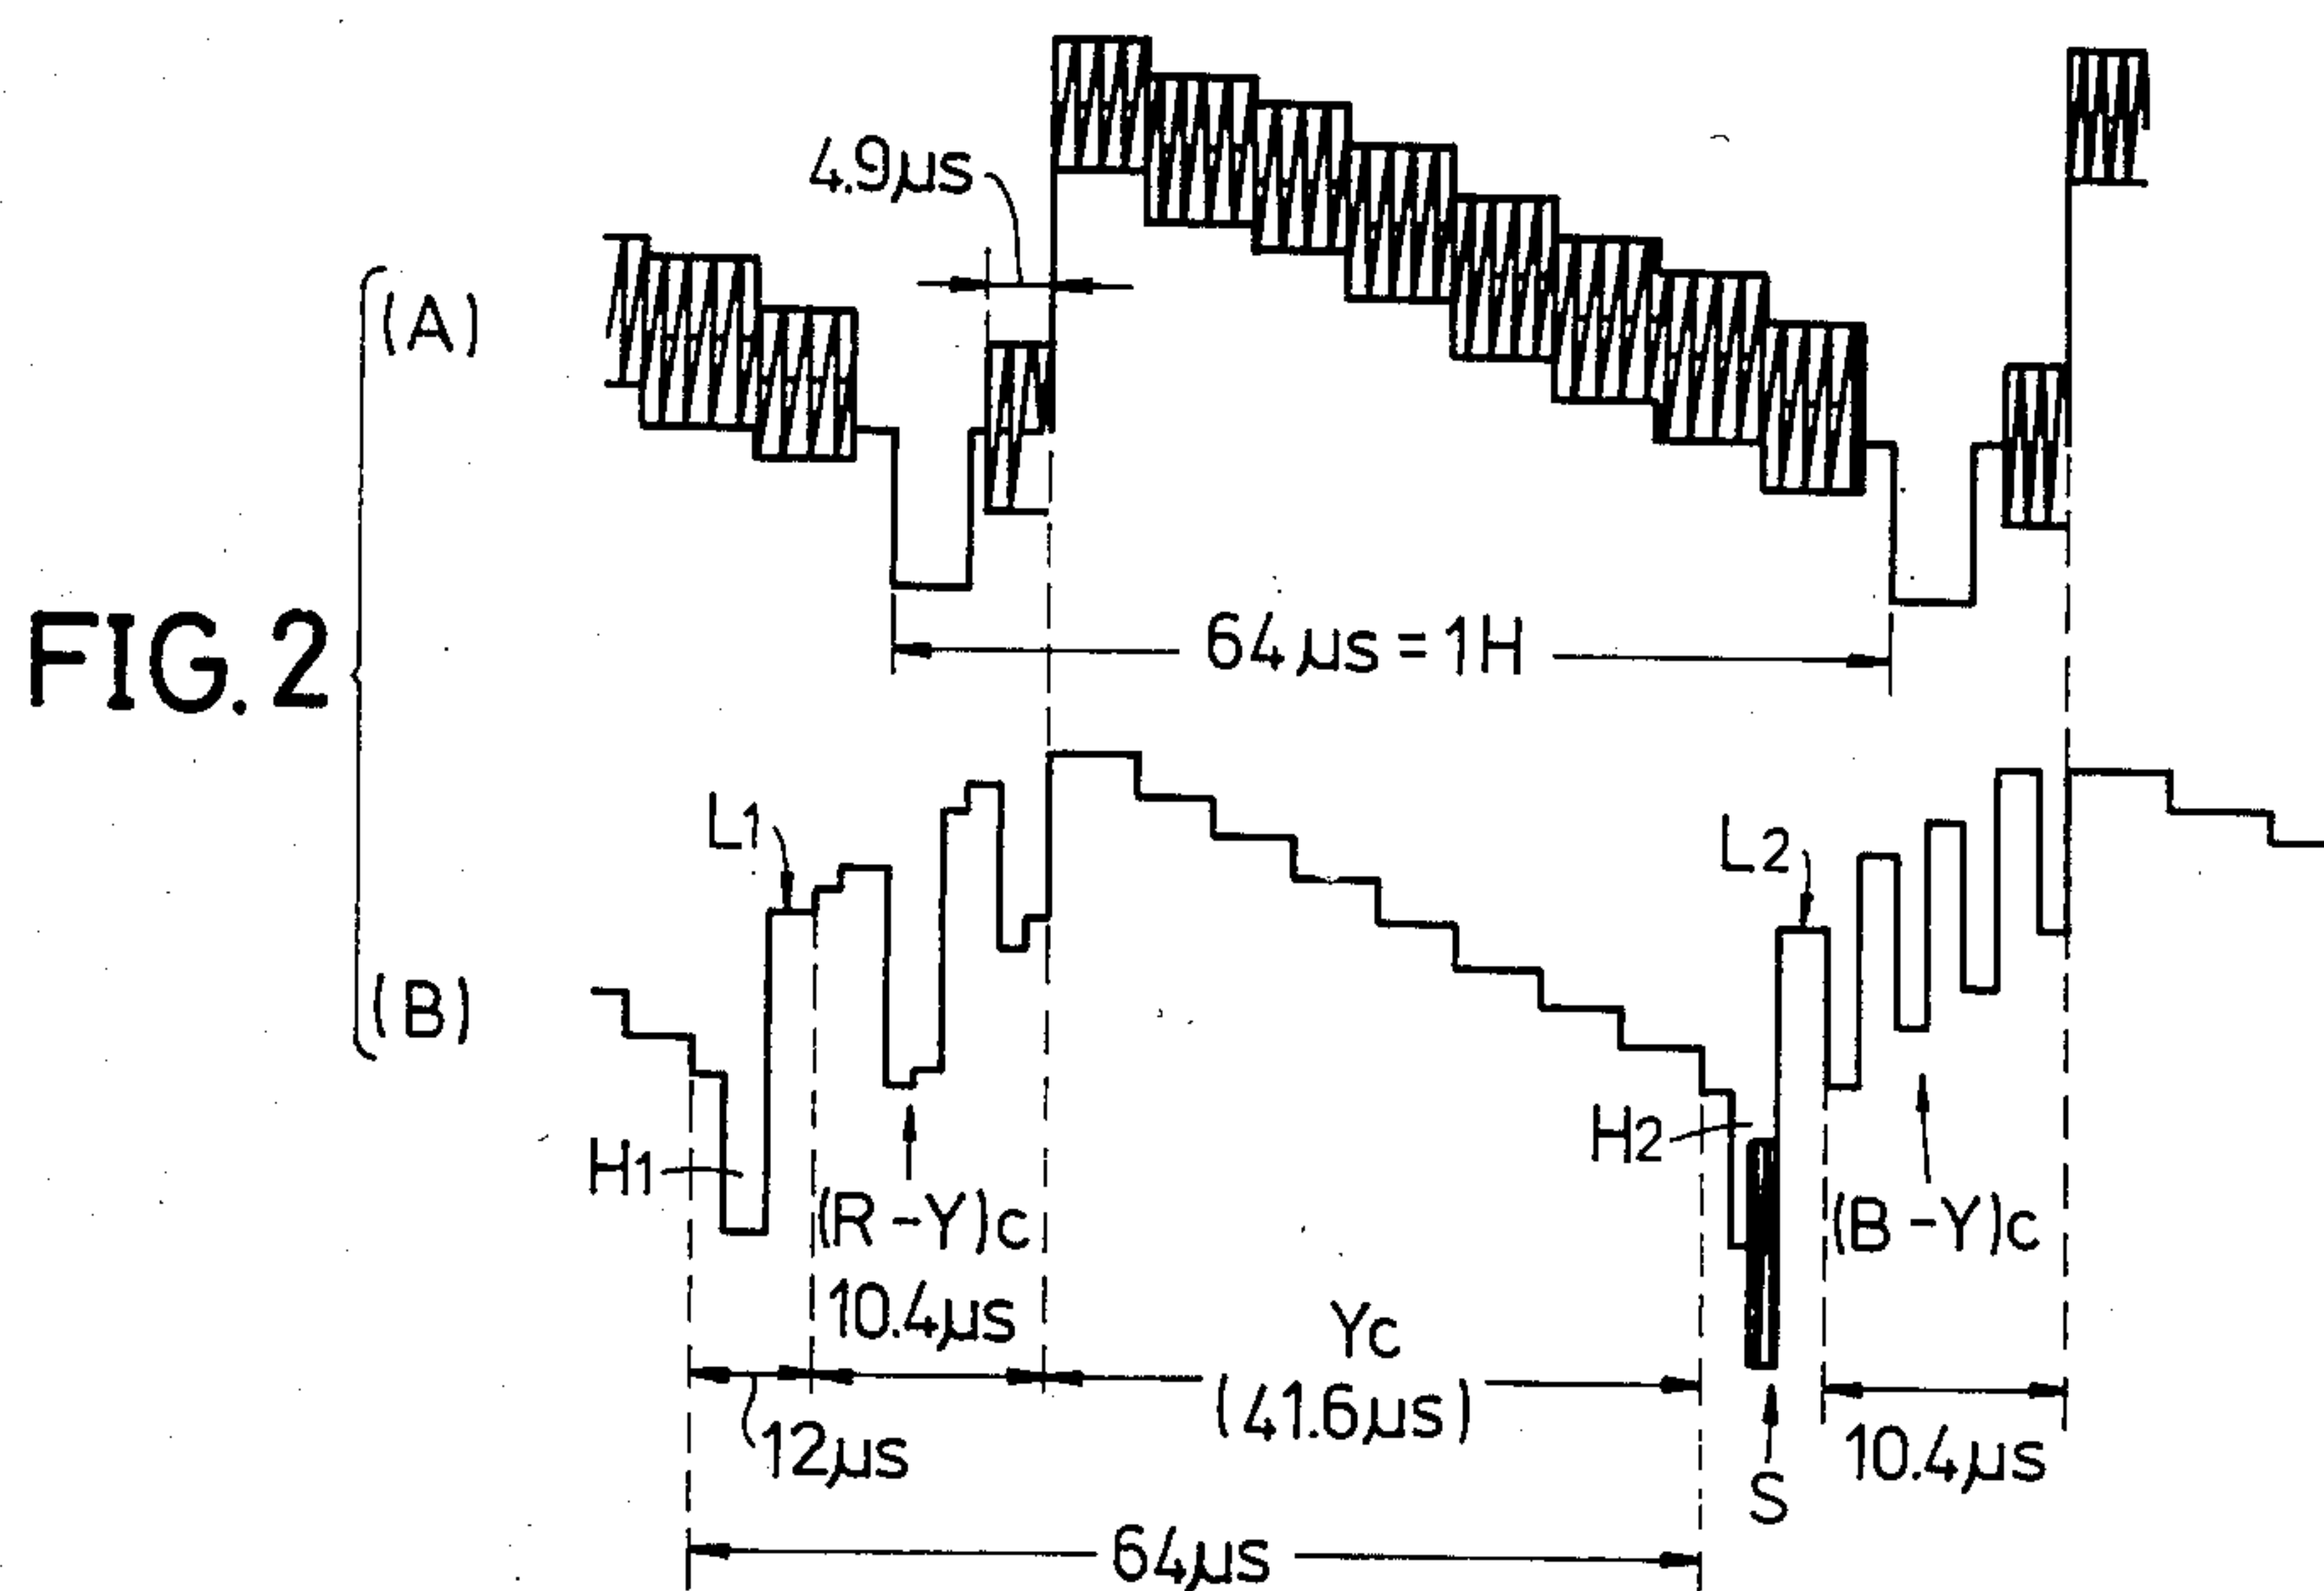 FIG.2
(A)
4.9μs
64μs=1H
(B)
L1
L2
H1
H2
(R-Y)c
(B-Y)c
10.4μs
Yc
(41.6μs)
12μs
10.4μs
S
64μs